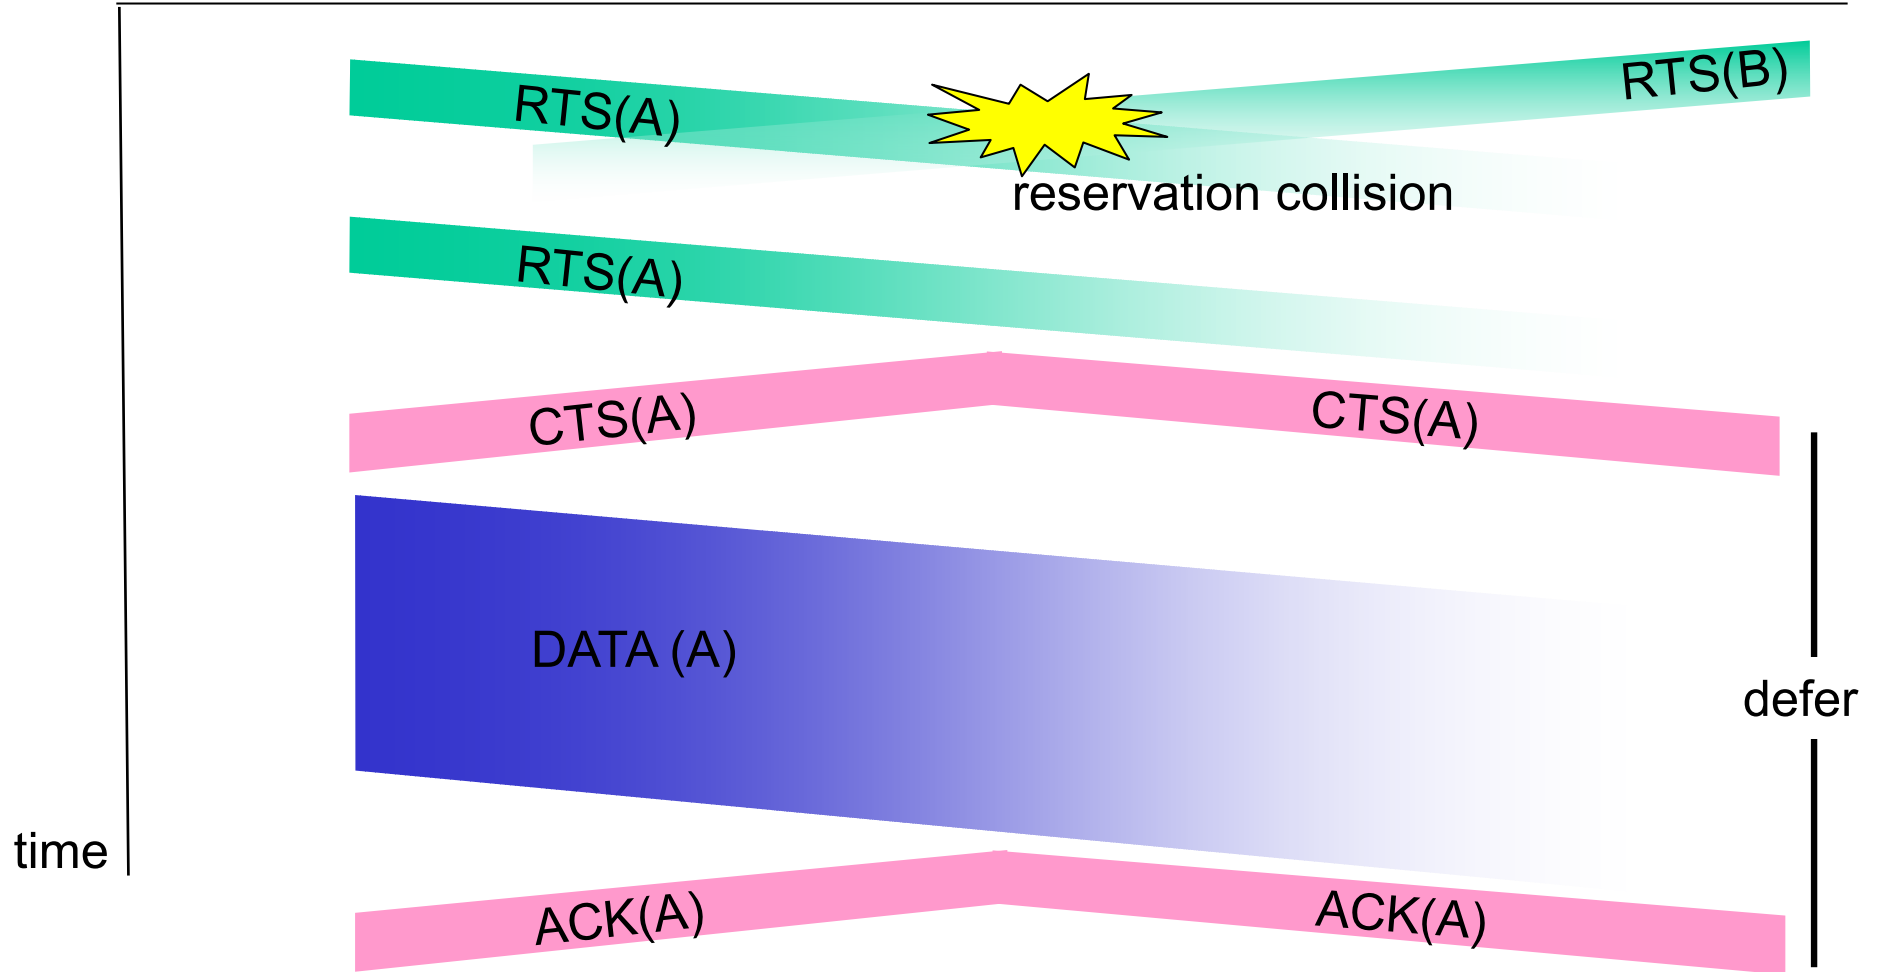 RTS(A)
RTS(B)
reservation collision
RTS(A)
CTS(A)
CTS(A)
DATA (A)
defer
time
ACK(A)
ACK(A)